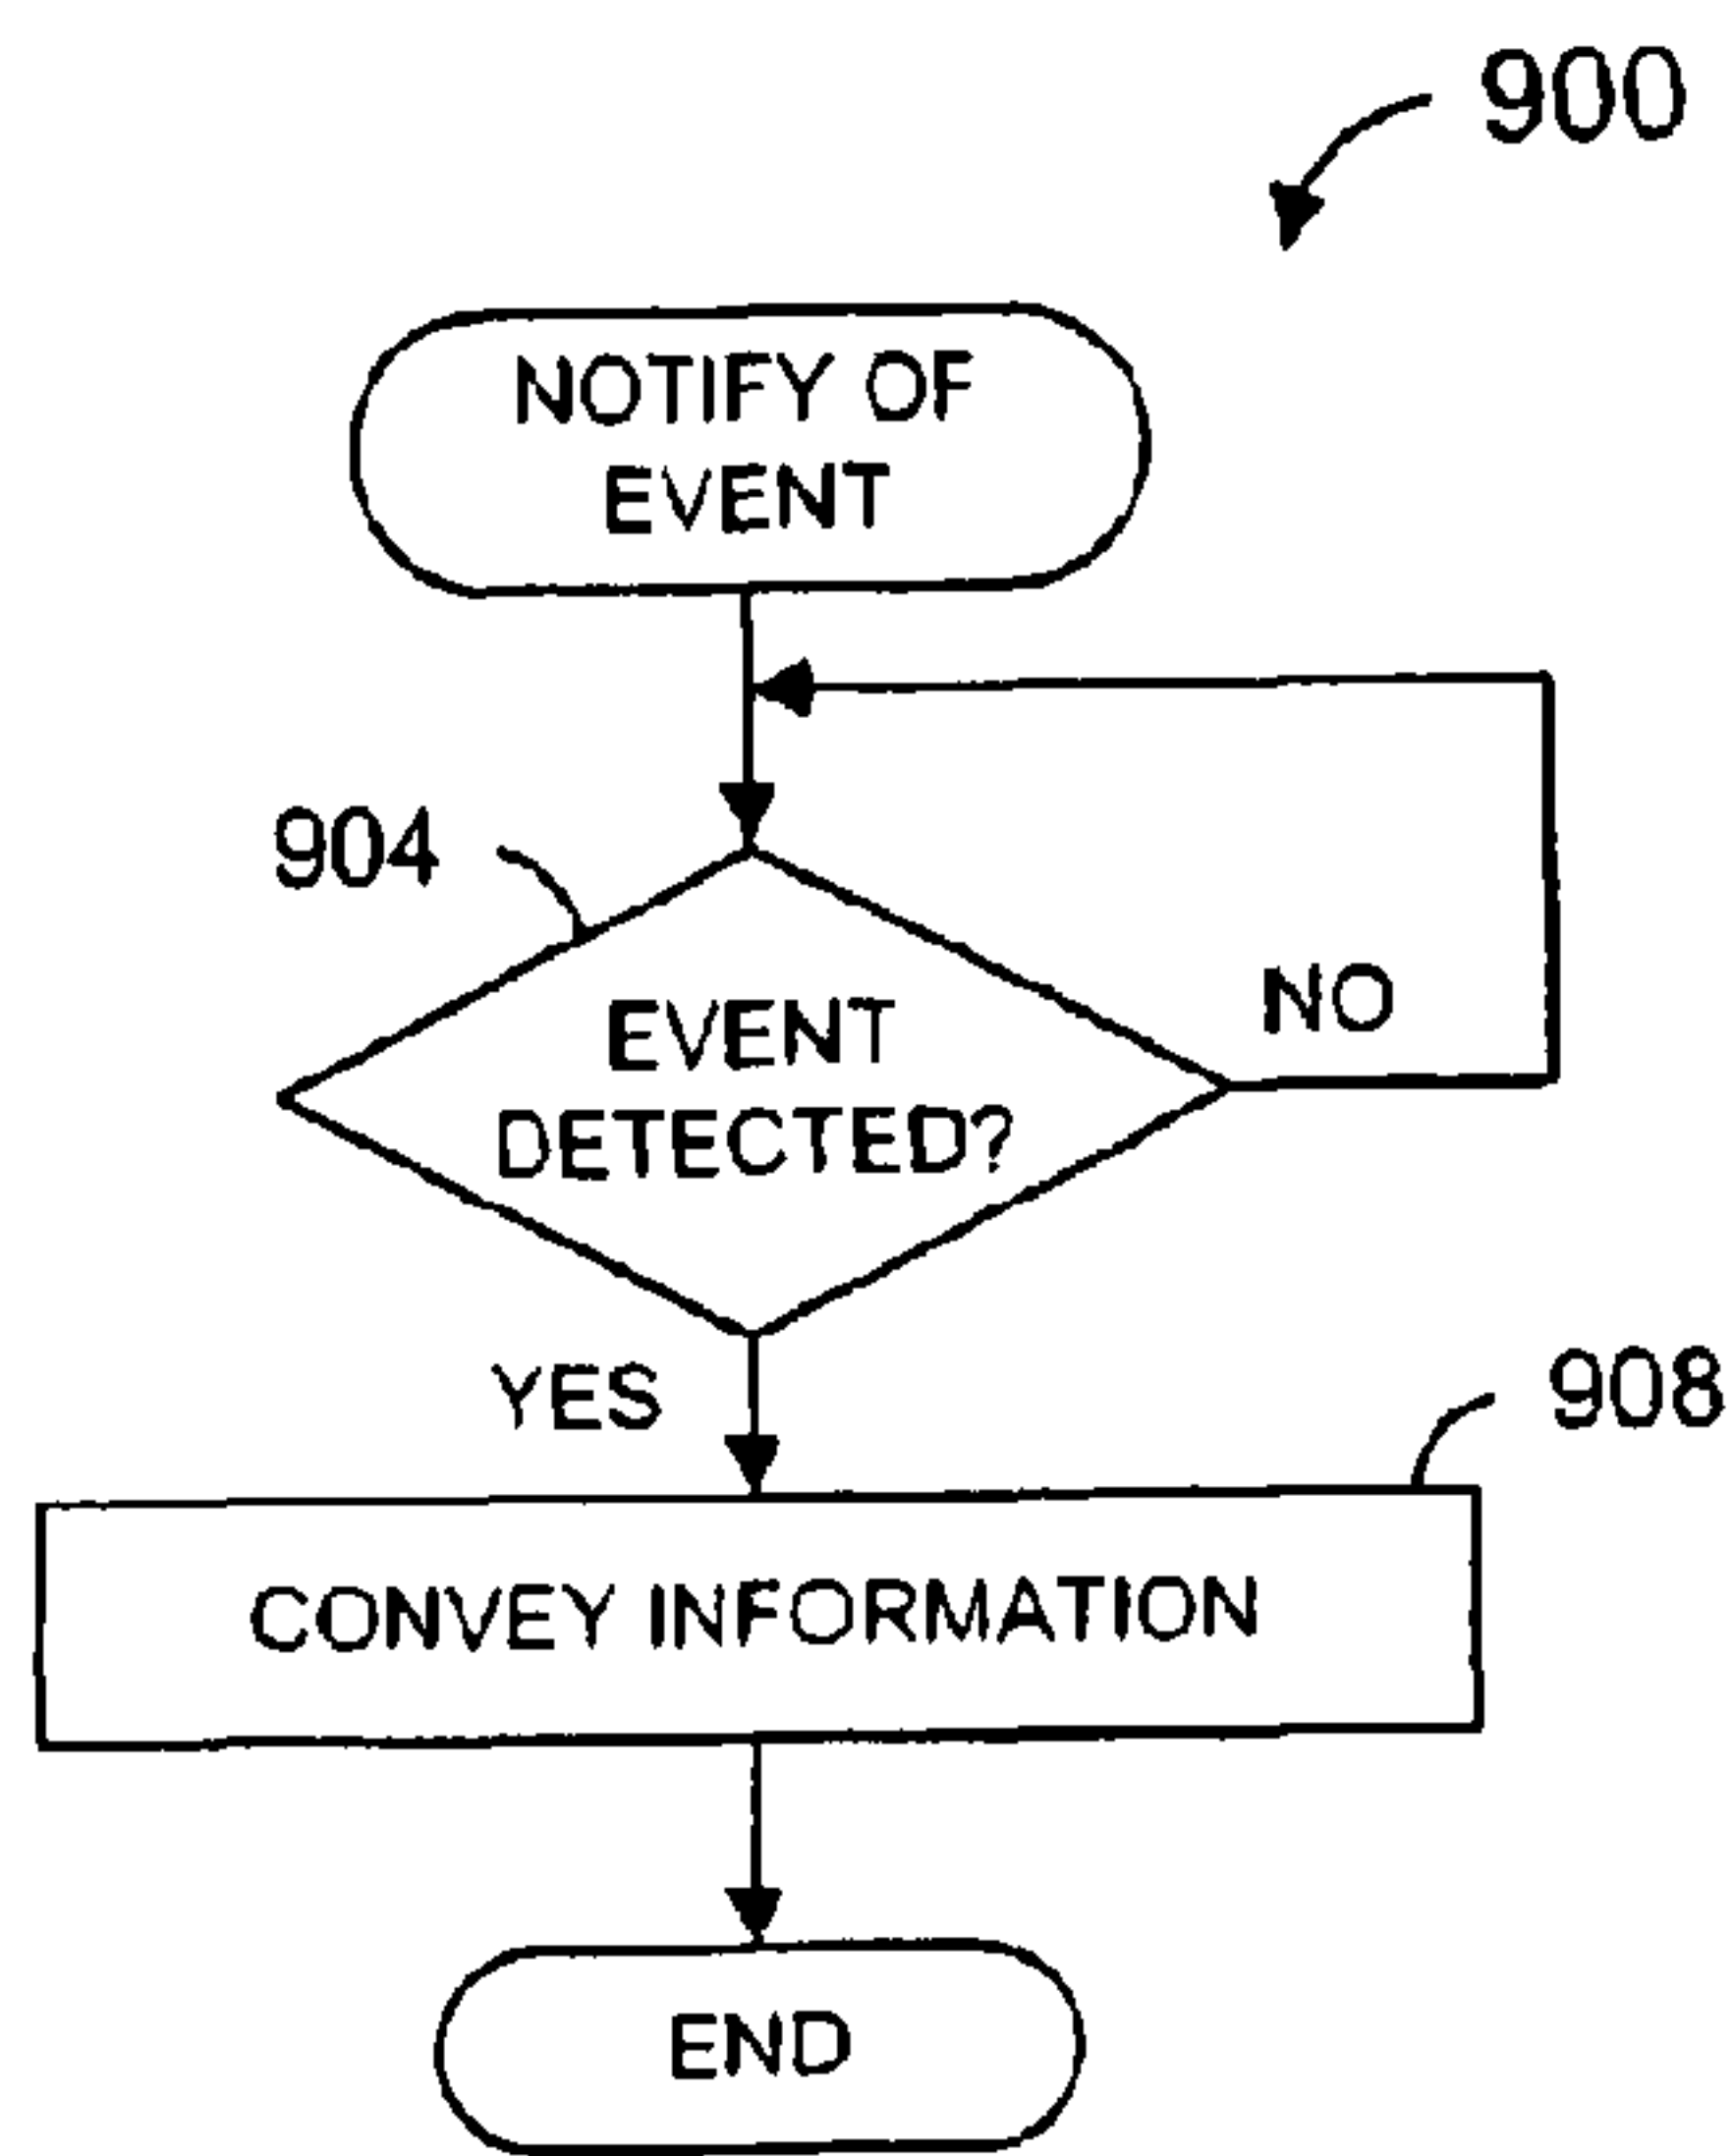 900
NOTIFY OF
EVENT
904
EVENT
DETECTED?
NO
YES
908
CONVEY INFORMATION
END